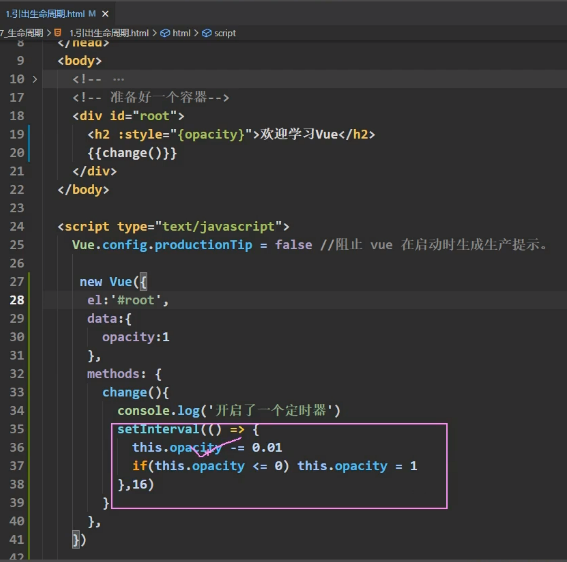 1.引出生命周期.html M ×
7_生命周期 > 1.引出生命周期.html > html > script
8 </head>
9 <body>
10 > <!-- …
17 <!-- 准备好一个容器-->
18 <div id="root">
19 <h2 :style="{opacity}">欢迎学习Vue</h2>
20 {{change()}}
21 </div>
22 </body>
23
24 <script type="text/javascript">
25 Vue.config.productionTip = false //阻止 vue 在启动时生成生产提示。
26
27 new Vue({
28 el:'#root',
29 data:{
30 opacity:1
31 },
32 methods: {
33 change(){
34 console.log('开启了一个定时器')
35 setInterval(() => {
36 this.opacity -= 0.01
37 if(this.opacity <= 0) this.opacity = 1
38 },16)
39 }
40 },
41 })
42